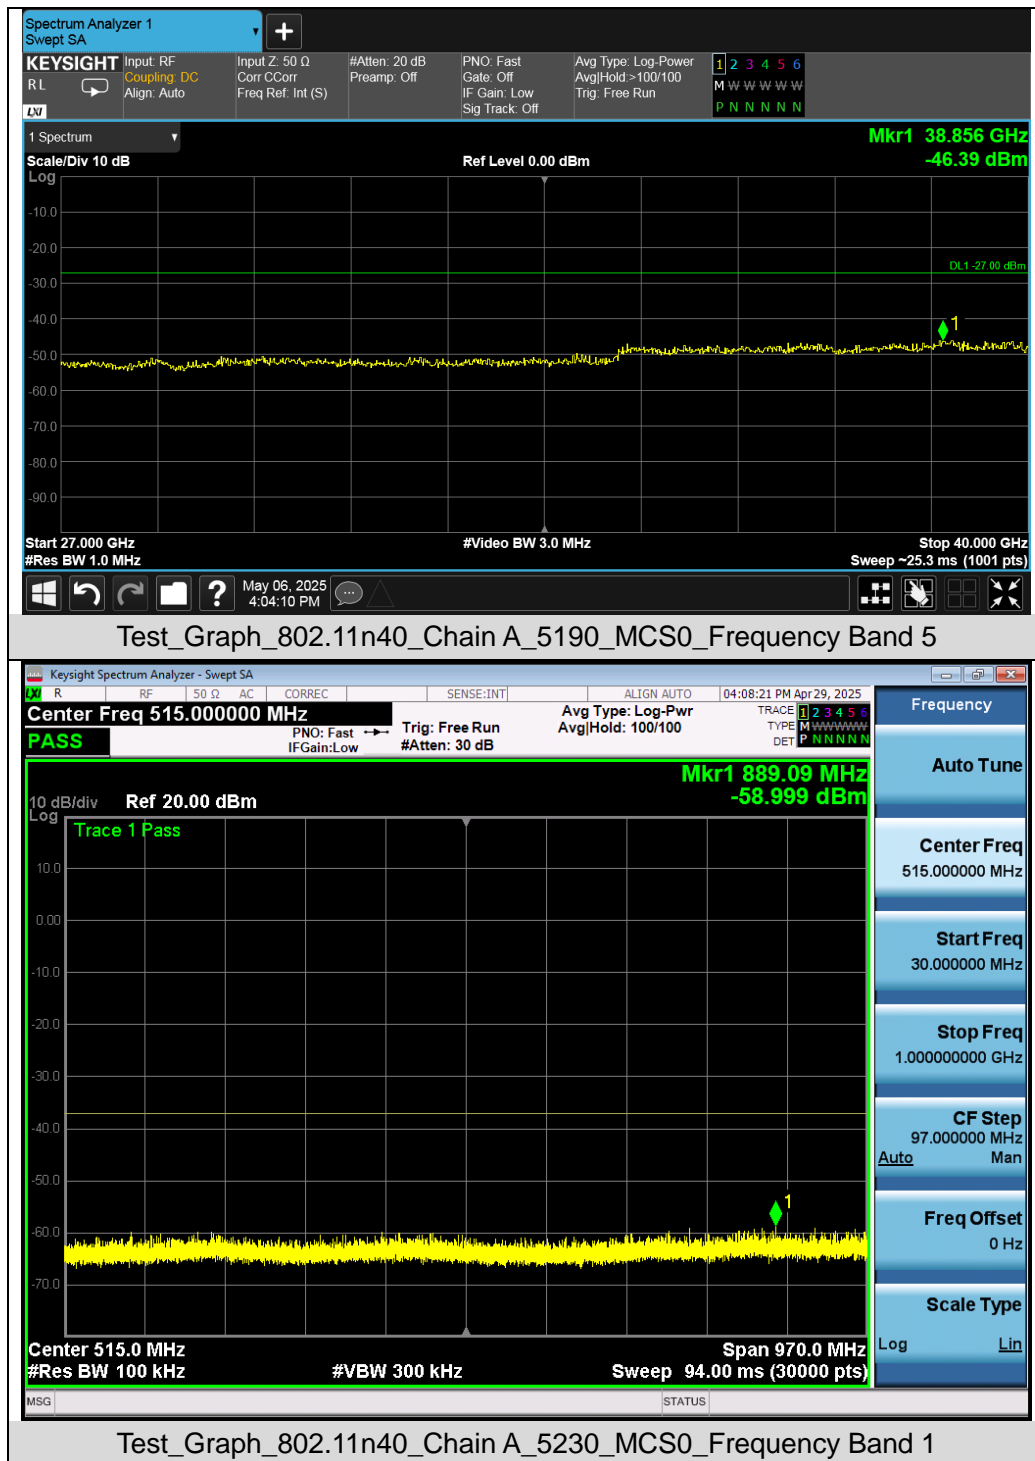 Spectrum Analyzer 1
Swept SA
KEYSIGHT
R L
LXI
Input: RF
Coupling: DC
Align: Auto
Input Z: 50 Ω
Corr CCorr
Freq Ref: Int (S)
#Atten: 20 dB
Preamp: Off
PNO: Fast
Gate: Off
IF Gain: Low
Sig Track: Off
Avg Type: Log-Power
Avg|Hold:>100/100
Trig: Free Run
1 2 3 4 5 6
M W W W W W
P N N N N N
1 Spectrum
Mkr1 38.856 GHz
-46.39 dBm
Scale/Div 10 dB
Ref Level 0.00 dBm
Log
-10.0
-20.0
DL1 -27.00 dBm
-30.0
-40.0
1
-50.0
-60.0
-70.0
-80.0
-90.0
Start 27.000 GHz
#Video BW 3.0 MHz
Stop 40.000 GHz
#Res BW 1.0 MHz
Sweep ~25.3 ms (1001 pts)
?
May 06, 2025
4:04:10 PM
Test_Graph_802.11n40_Chain A_5190_MCS0_Frequency Band 5
Keysight Spectrum Analyzer - Swept SA
LXI R RF 50 Ω AC CORREC SENSE:INT ALIGN AUTO 04:08:21 PM Apr 29, 2025
Center Freq 515.000000 MHz
PASS
PNO: Fast
IFGain:Low
Trig: Free Run
#Atten: 30 dB
Avg Type: Log-Pwr
Avg|Hold: 100/100
TRACE 1 2 3 4 5 6
TYPE M W W W W W
DET P N N N N N
Mkr1 889.09 MHz
-58.999 dBm
10 dB/div Ref 20.00 dBm
Log
Trace 1 Pass
10.0
0.00
-10.0
-20.0
-30.0
-40.0
-50.0
1
-60.0
-70.0
Center 515.0 MHz
Span 970.0 MHz
#Res BW 100 kHz
#VBW 300 kHz
Sweep 94.00 ms (30000 pts)
MSG
STATUS
Frequency
Auto Tune
Center Freq
515.000000 MHz
Start Freq
30.000000 MHz
Stop Freq
1.000000000 GHz
CF Step
97.000000 MHz
Auto Man
Freq Offset
0 Hz
Scale Type
Log Lin
Test_Graph_802.11n40_Chain A_5230_MCS0_Frequency Band 1